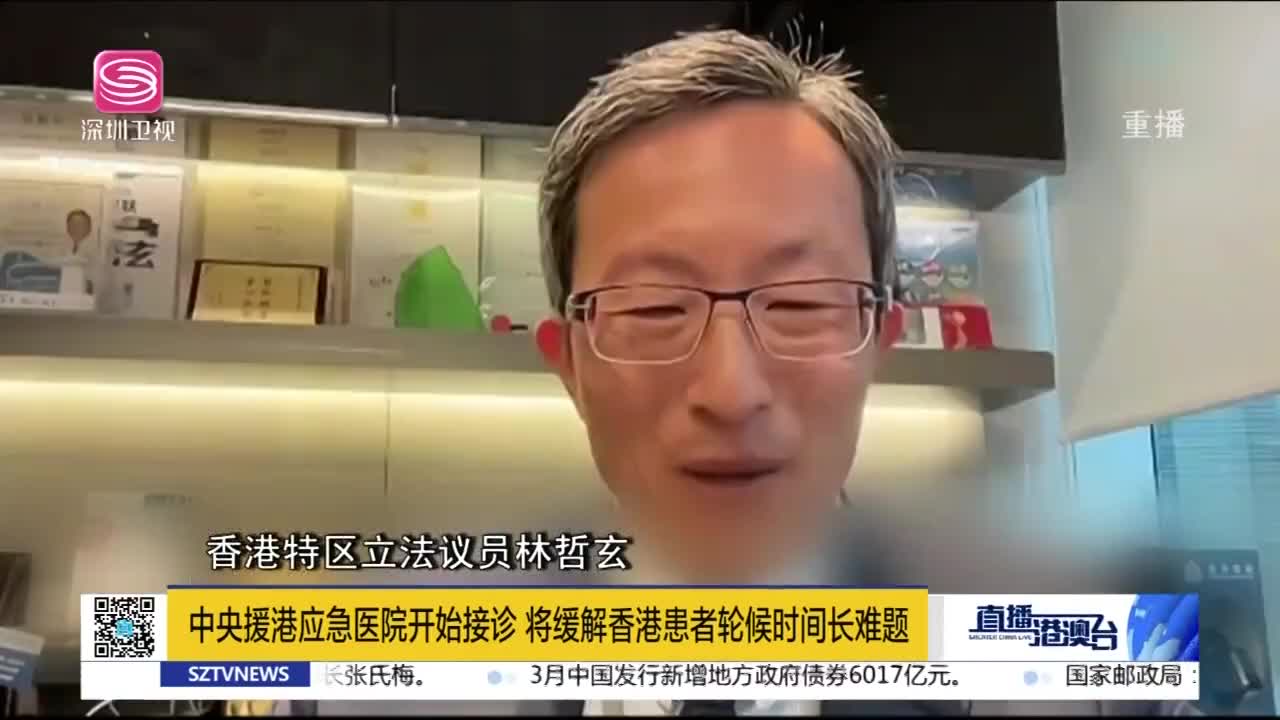 深圳卫视
重播
法
香港特区立法议员林哲玄
中央援港应急医院开始接诊 将缓解香港患者轮候时间长难题
直播港澳台
GREATER CHINA LIVE
SZTVNEWS
长张氏梅。 3月中国发行新增地方政府债券6017亿元。 国家邮政局：